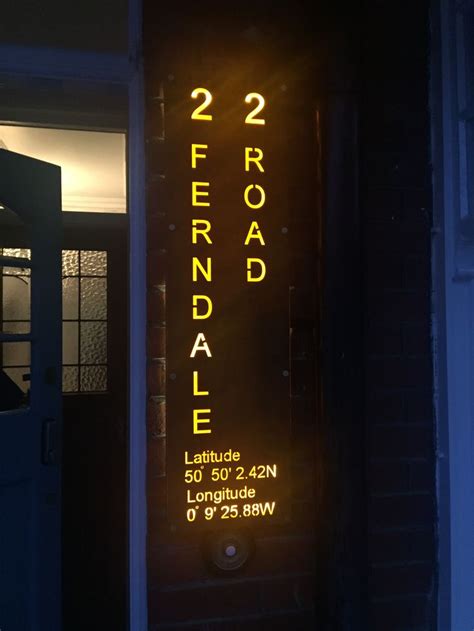 22
FERNDALE
ROAD
Latitude
50° 50' 2.42N
Longitude
0° 9' 25.88W